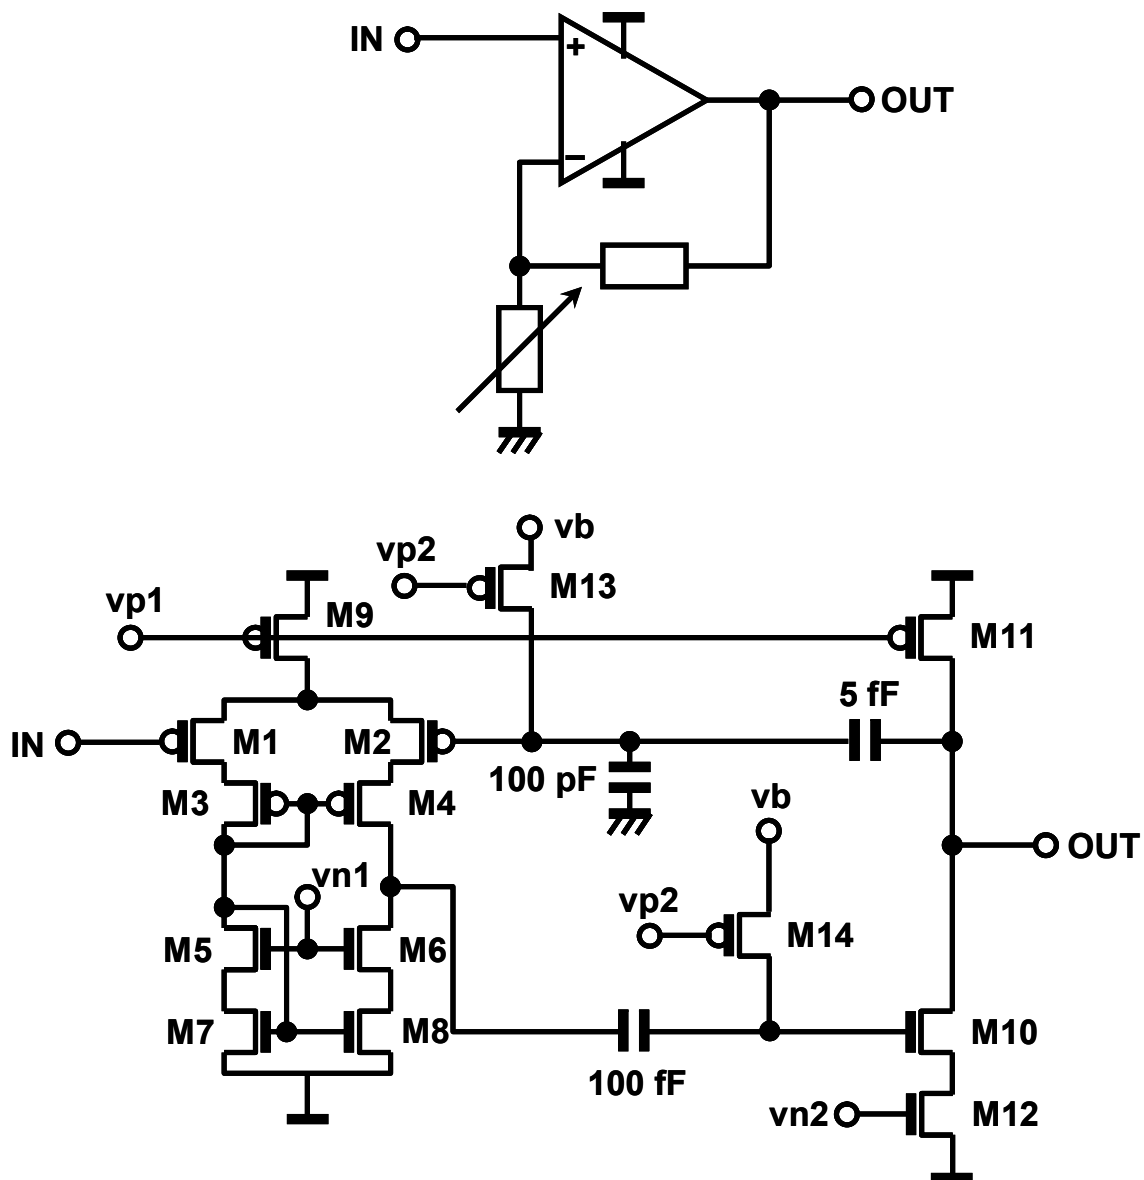 IN
+
OUT
−
vb
vp2
M13
vp1
M9
M11
5 fF
IN
M1
M2
100 pF
M3
M4
vb
OUT
vn1
vp2
M14
M5
M6
M7
M8
M10
100 fF
vn2
M12